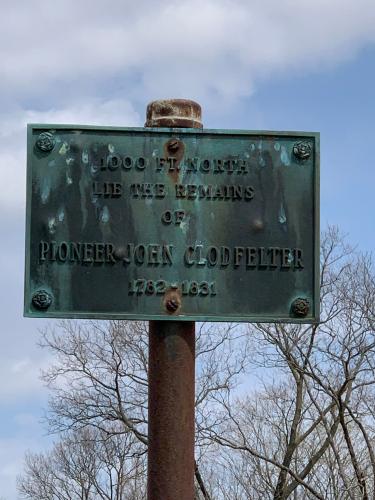 1000 FT. NORTH
LIE THE REMAINS
OF
PIONEER JOHN CLODFELTER
1782 - 1831